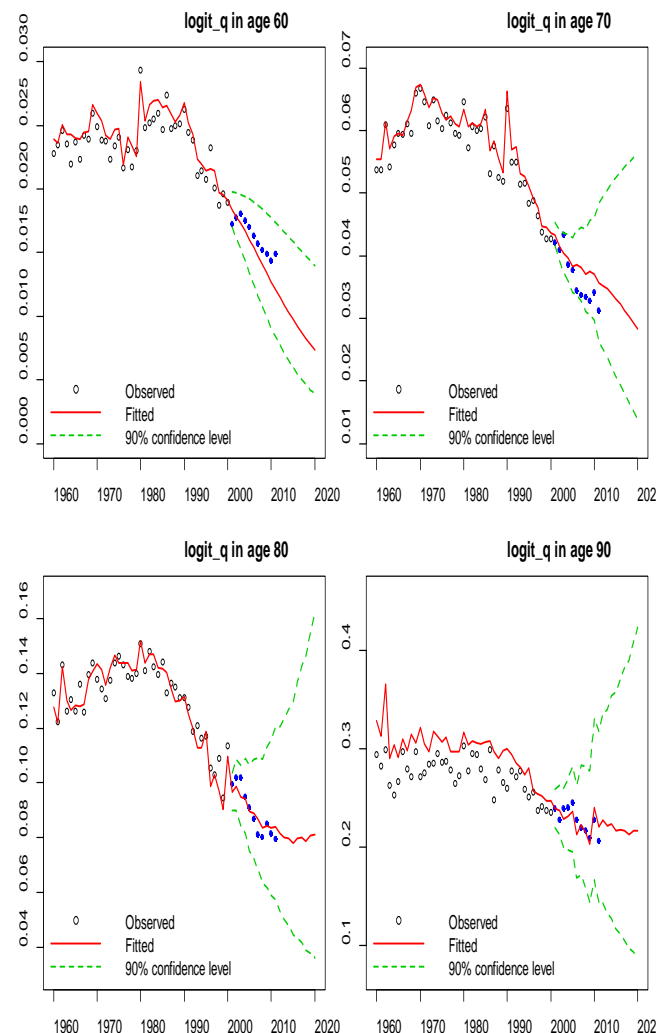 logit_q in age 60
0.030
0.025
0.020
0.015
0.010
0.005
0.000
Observed
Fitted
90% confidence level
1960 1970 1980 1990 2000 2010 2020
logit_q in age 70
0.07
0.06
0.05
0.04
0.03
0.02
0.01
Observed
Fitted
90% confidence level
1960 1970 1980 1990 2000 2010 202
logit_q in age 80
0.16
0.14
0.12
0.10
0.08
0.06
0.04
Observed
Fitted
90% confidence level
1960 1970 1980 1990 2000 2010 2020
logit_q in age 90
0.4
0.3
0.2
0.1
Observed
Fitted
90% confidence level
1960 1970 1980 1990 2000 2010 202